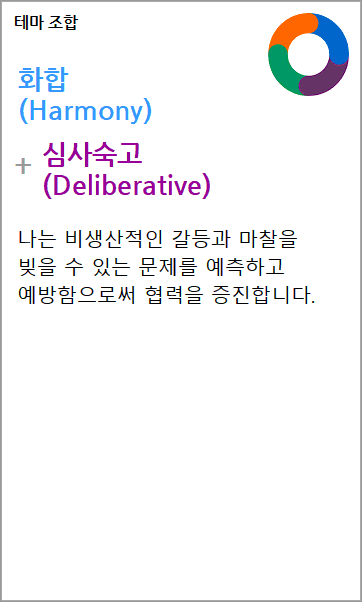 테마 조합
화합
(Harmony)
+ 심사숙고
(Deliberative)
나는 비생산적인 갈등과 마찰을
빚을 수 있는 문제를 예측하고
예방함으로써 협력을 증진합니다.